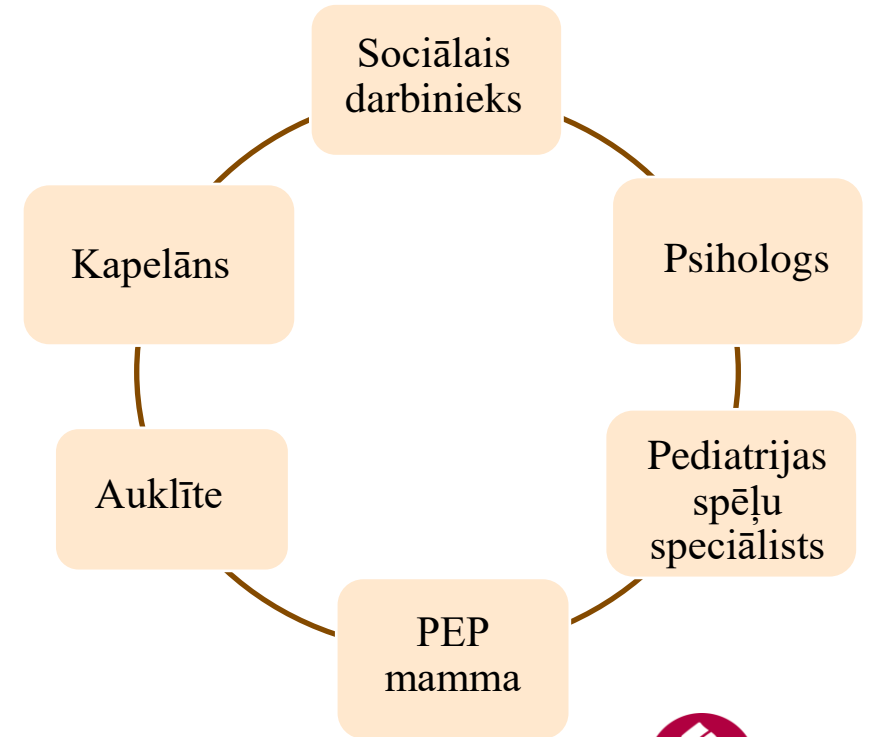 Sociālais
darbinieks
Psihologs
Pediatrijas
spēļu
speciālists
PEP
mamma
Auklīte
Kapelāns